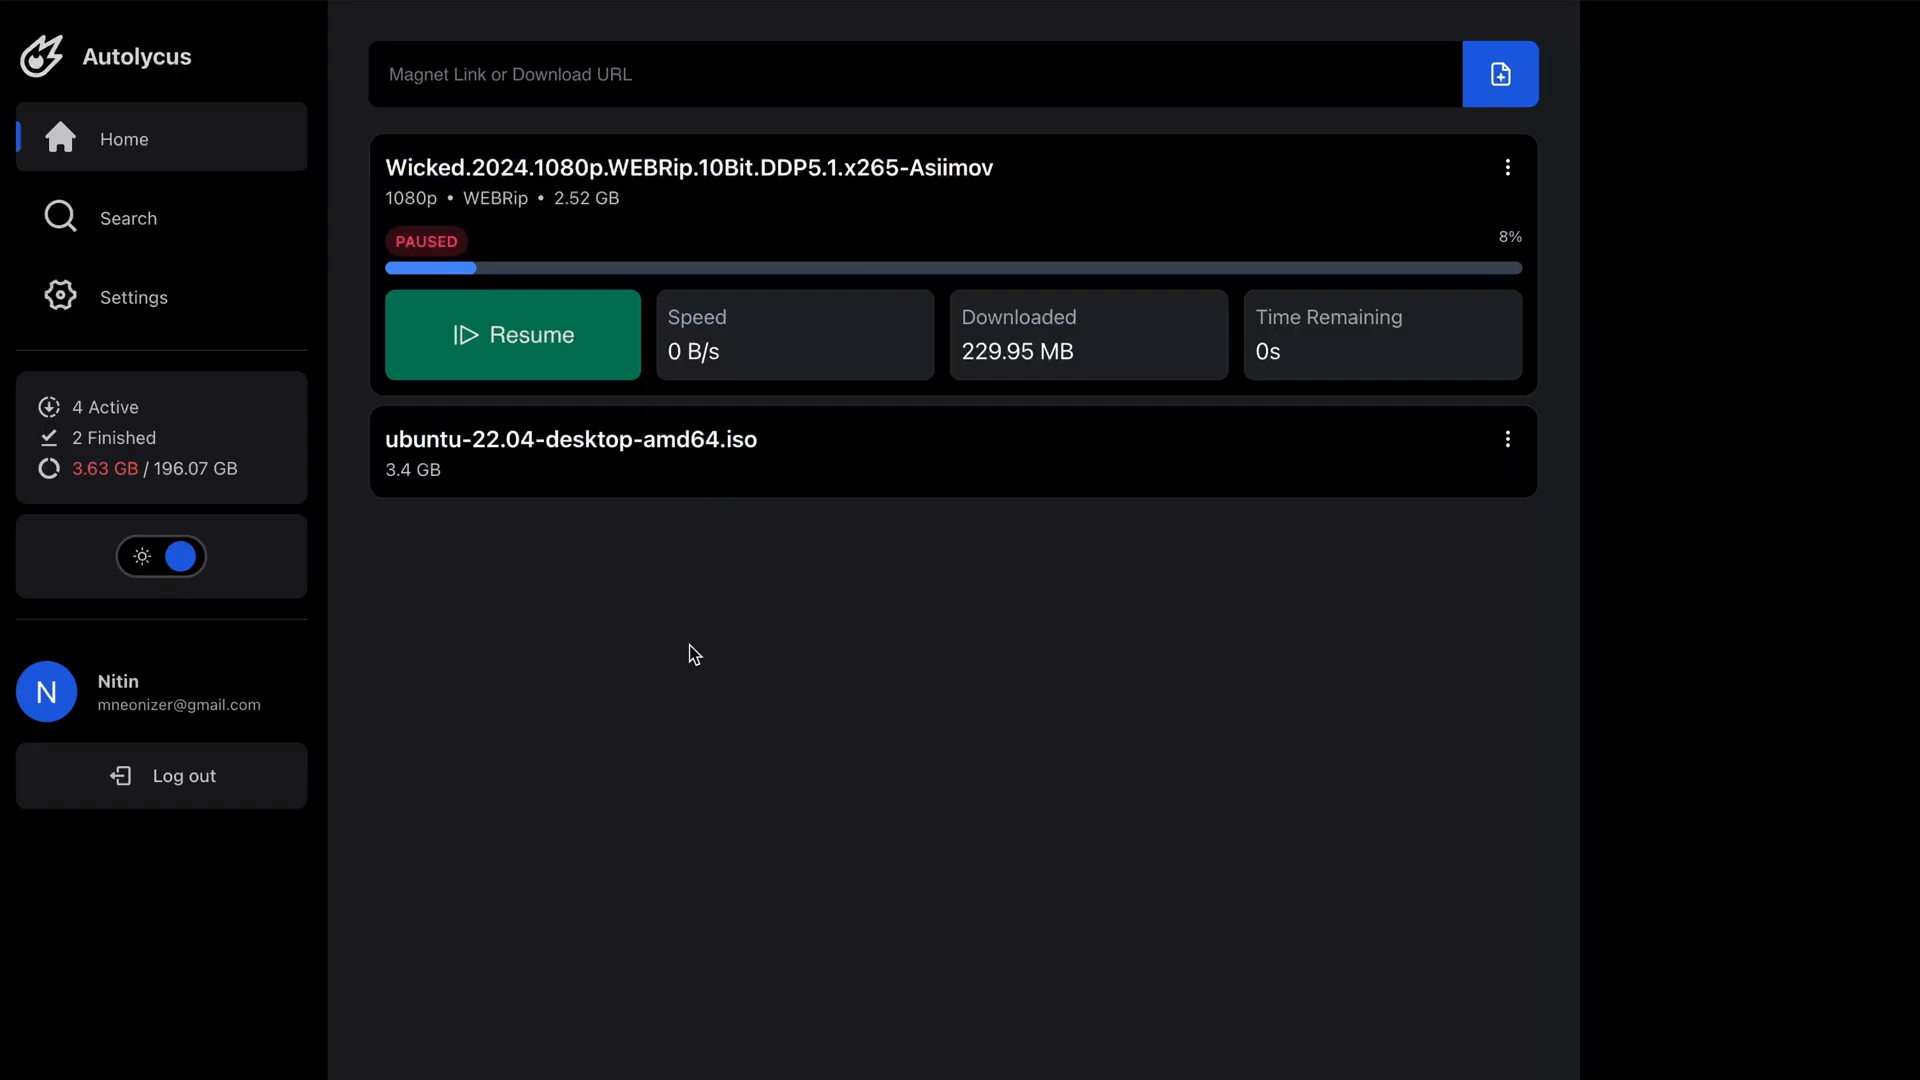 Autolycus
Home
Search
Settings
4 Active
2 Finished
3.63 GB / 196.07 GB
N
Nitin
mneonizer@gmail.com
Log out
Magnet Link or Download URL
Wicked.2024.1080p.WEBRip.10Bit.DDP5.1.x265-Asiimov
1080p • WEBRip • 2.52 GB
PAUSED
8%
Resume
Speed
0 B/s
Downloaded
229.95 MB
Time Remaining
0s
ubuntu-22.04-desktop-amd64.iso
3.4 GB